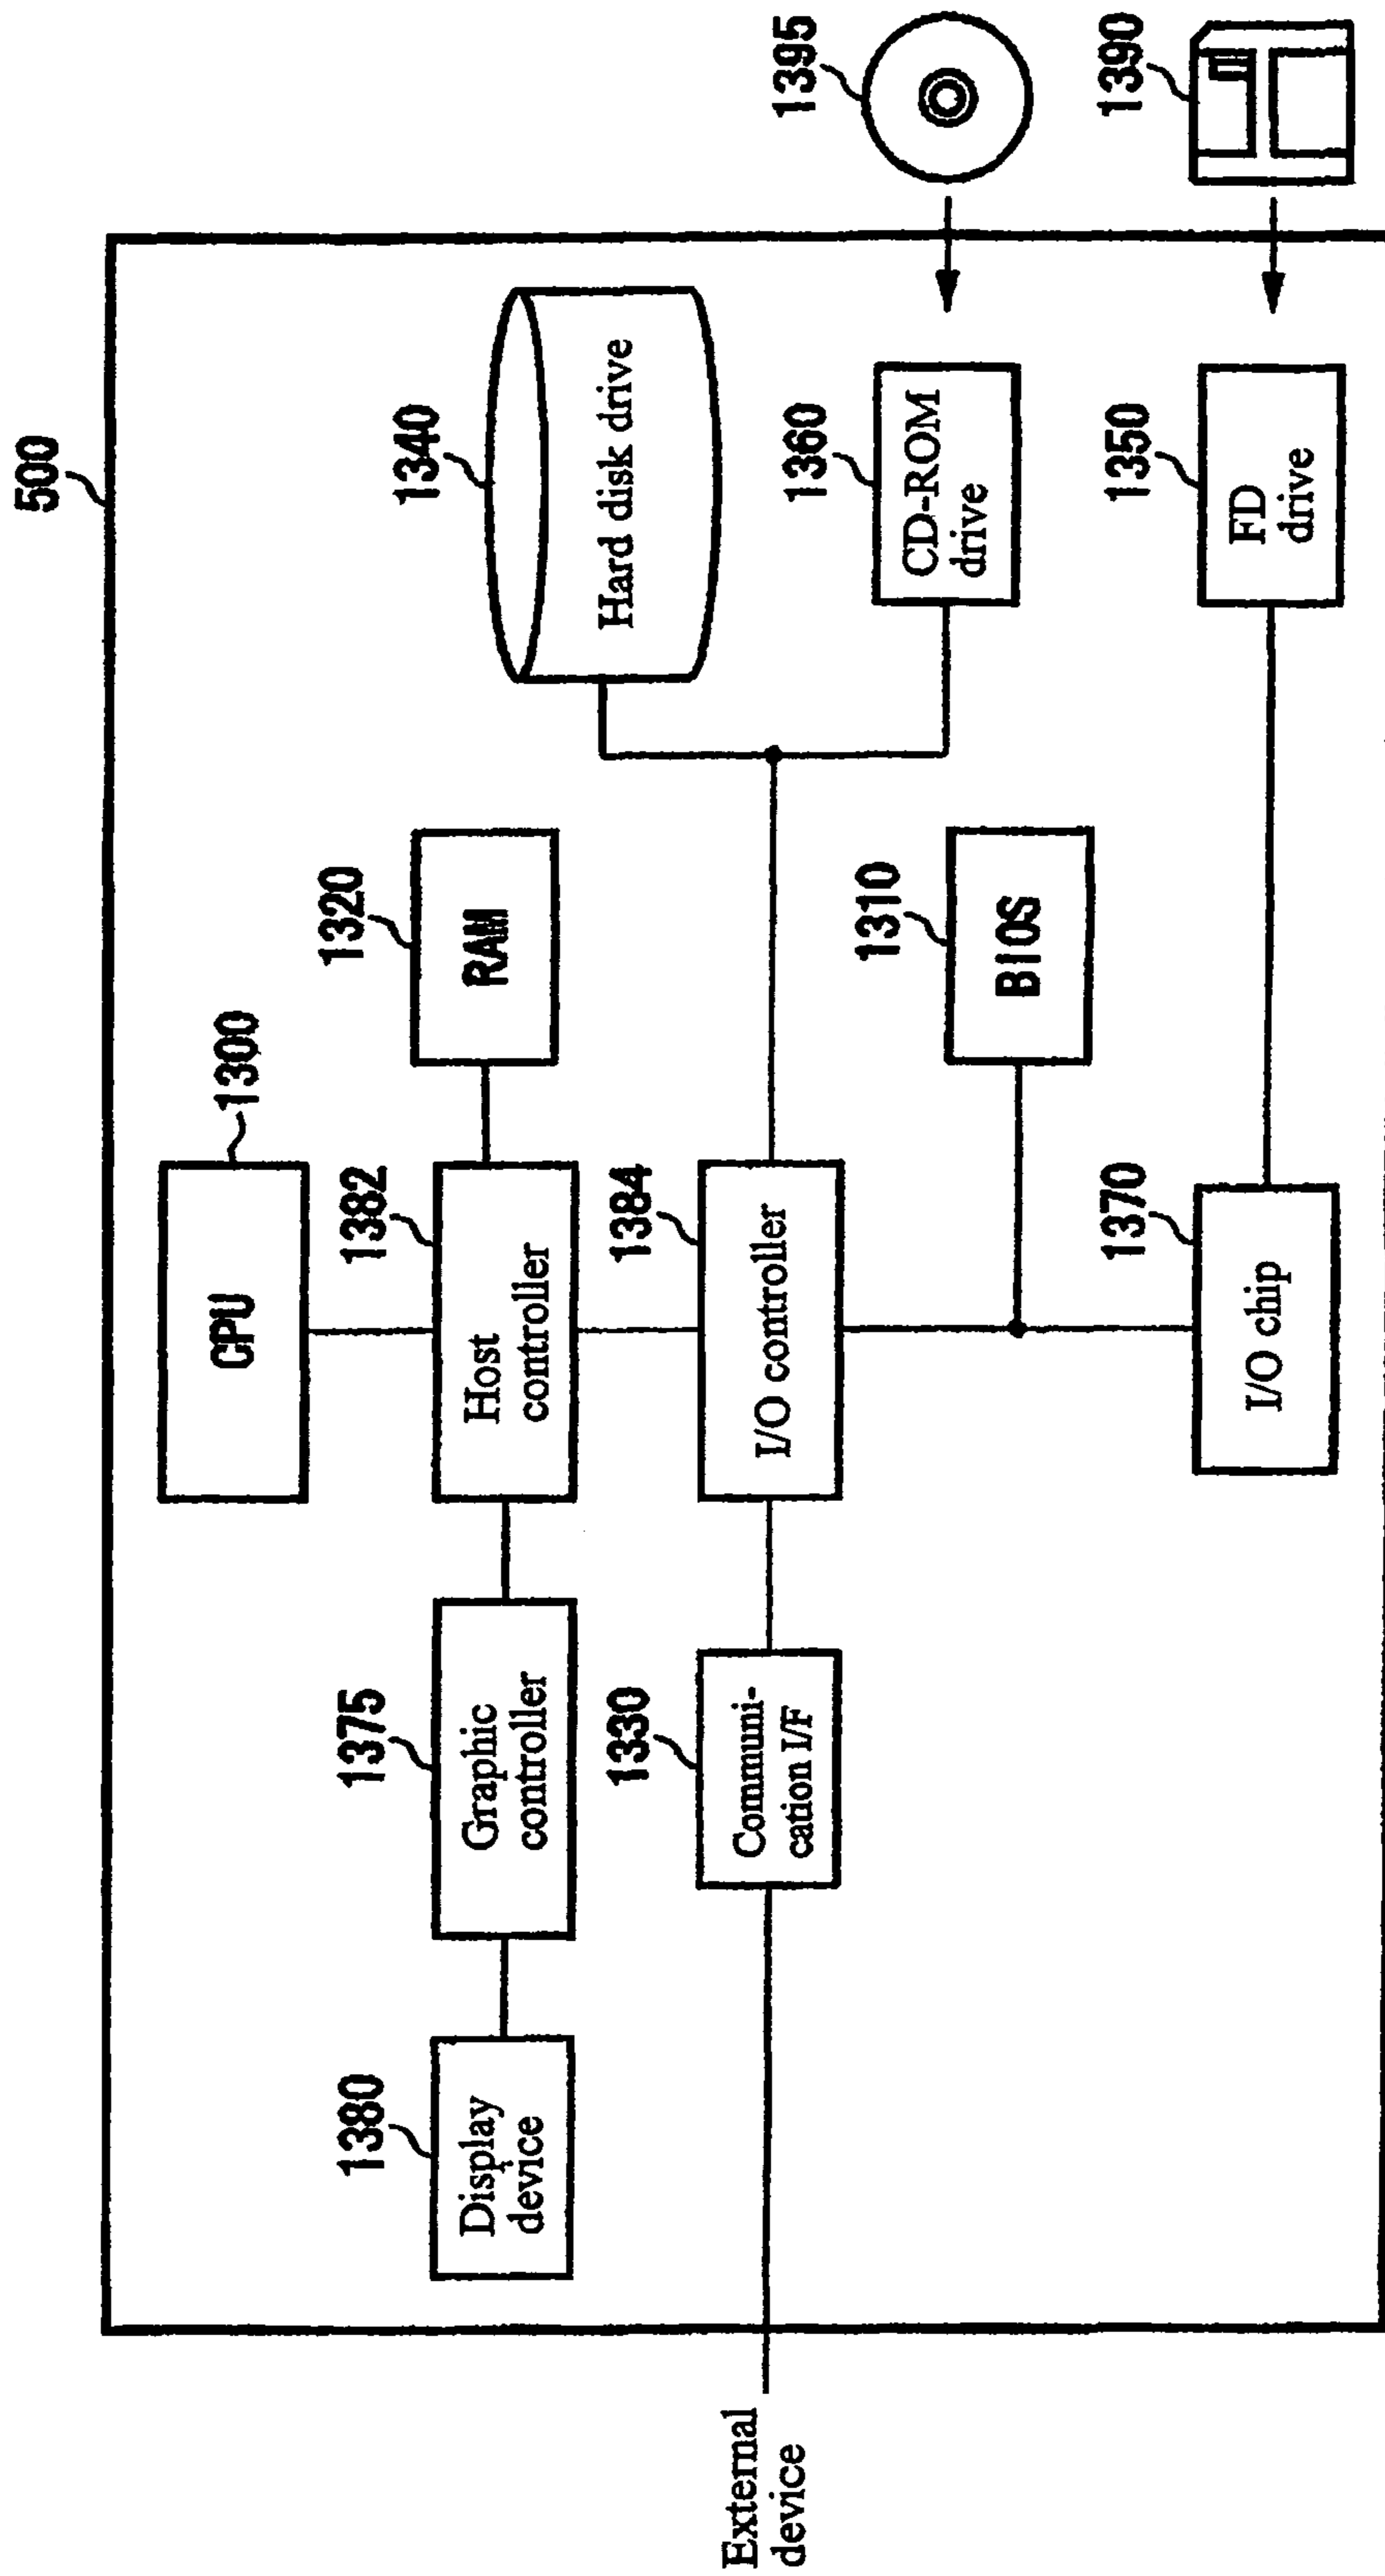 500
CPU
1300
1380
Display
device
1375
Graphic
controller
1382
Host
controller
1320
RAM
1340
Hard disk drive
External
device
1330
Communi-
cation I/F
1384
I/O controller
1360
CD-ROM
drive
1395
1310
BIOS
1370
I/O chip
1350
FD
drive
1390